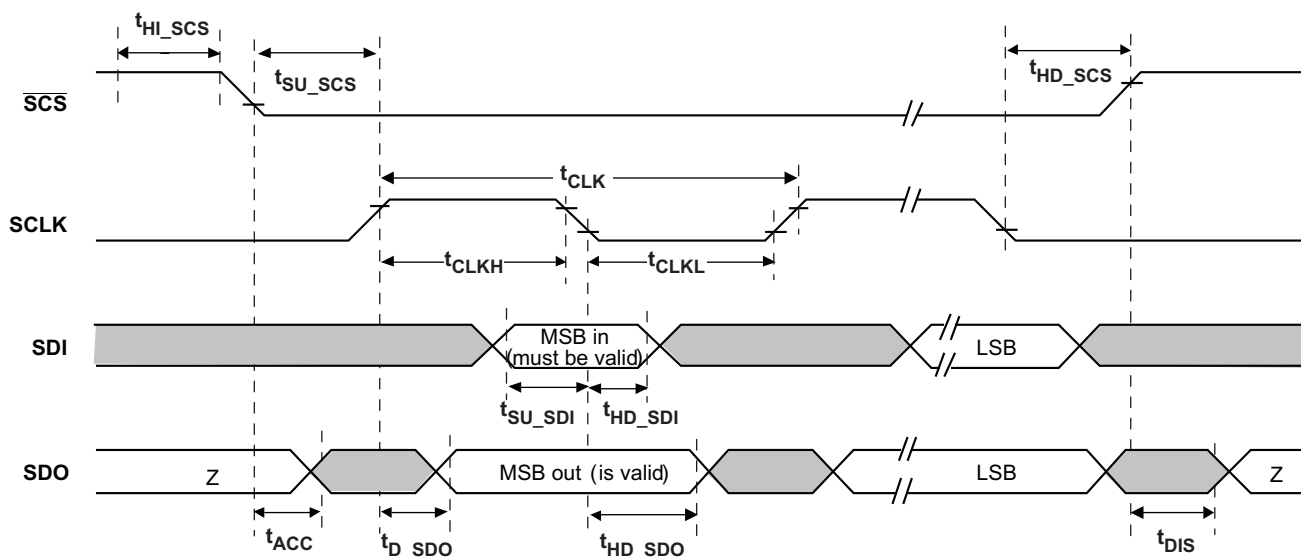 tHI_SCS
tSU_SCS
tHD_SCS
SCS
tCLK
SCLK
tCLKH
tCLKL
SDI
MSB in
(must be valid)
LSB
tSU_SDI
tHD_SDI
SDO
Z
MSB out (is valid)
LSB
Z
tACC
tD_SDO
tHD_SDO
tDIS